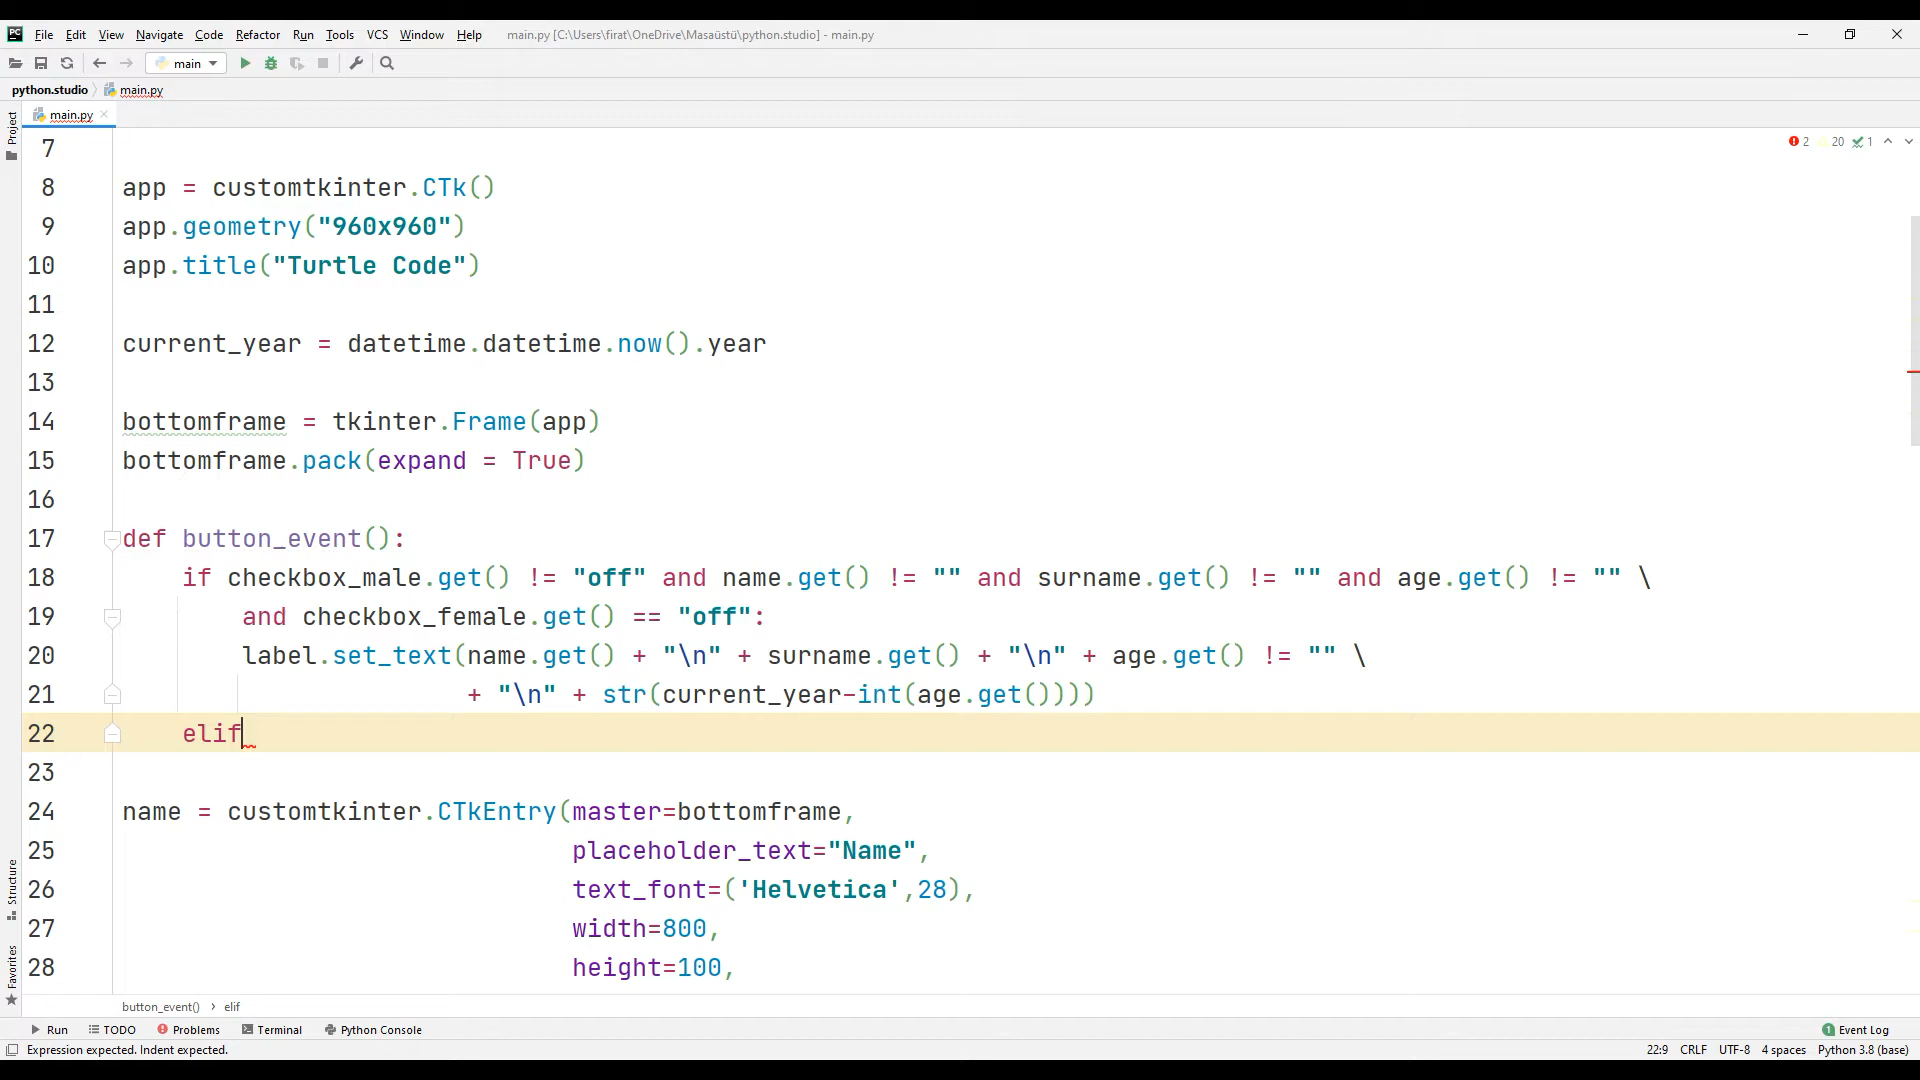 File Edit View Navigate Code Refactor Run Tools VCS Window Help main.py [C:\Users\firat\OneDrive\Masaüstü\python.studio] - main.py
main
python.studio main.py
main.py
Project
2 20 1
7
8 app = customtkinter.CTk()
9 app.geometry("960x960")
10 app.title("Turtle Code")
11
12 current_year = datetime.datetime.now().year
13
14 bottomframe = tkinter.Frame(app)
15 bottomframe.pack(expand = True)
16
17 def button_event():
18 if checkbox_male.get() != "off" and name.get() != "" and surname.get() != "" and age.get() != "" \
19 and checkbox_female.get() == "off":
20 label.set_text(name.get() + "\n" + surname.get() + "\n" + age.get() != "" \
21 + "\n" + str(current_year-int(age.get())))
22 elif
23
24 name = customtkinter.CTkEntry(master=bottomframe,
25 placeholder_text="Name",
26 text_font=('Helvetica',28),
27 width=800,
28 height=100,
Structure
Favorites
button_event() elif
Run TODO Problems Terminal Python Console 1 Event Log
Expression expected. Indent expected. 22:9 CRLF UTF-8 4 spaces Python 3.8 (base)